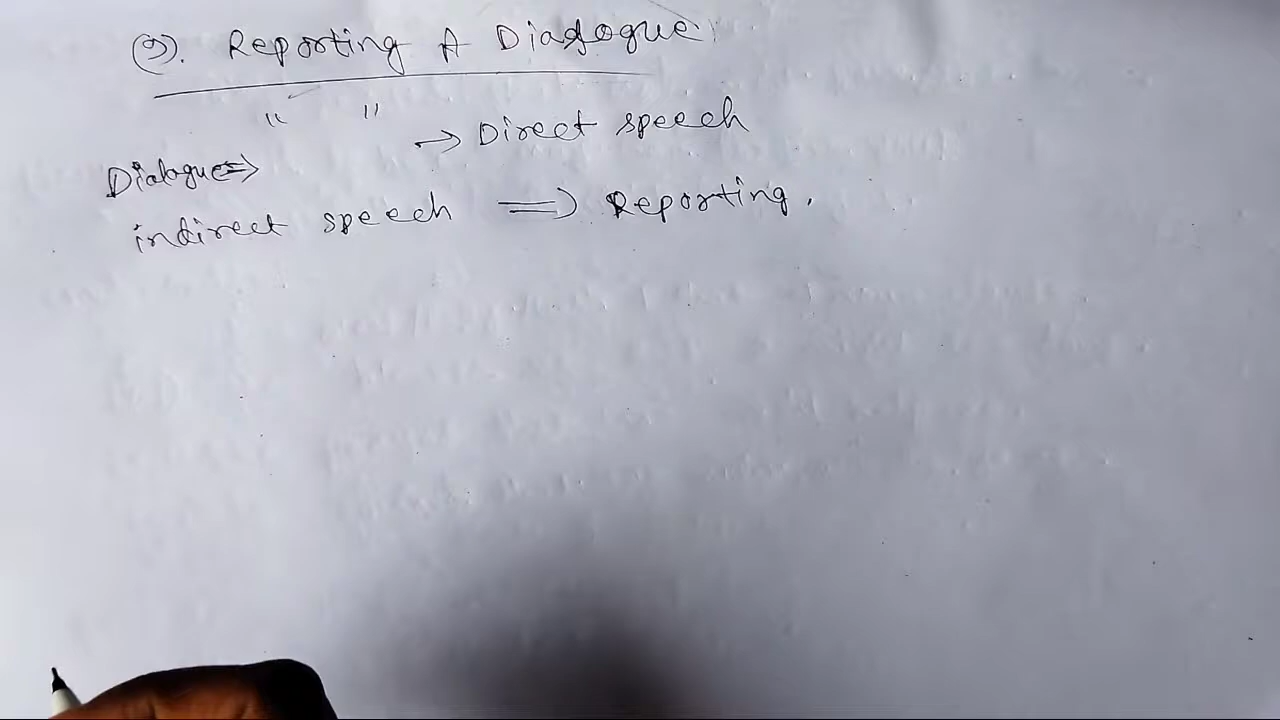 (9). Reporting A Dialogue
" " → Direct speech
Dialogue⇒
indirect speech ⇒ Reporting.